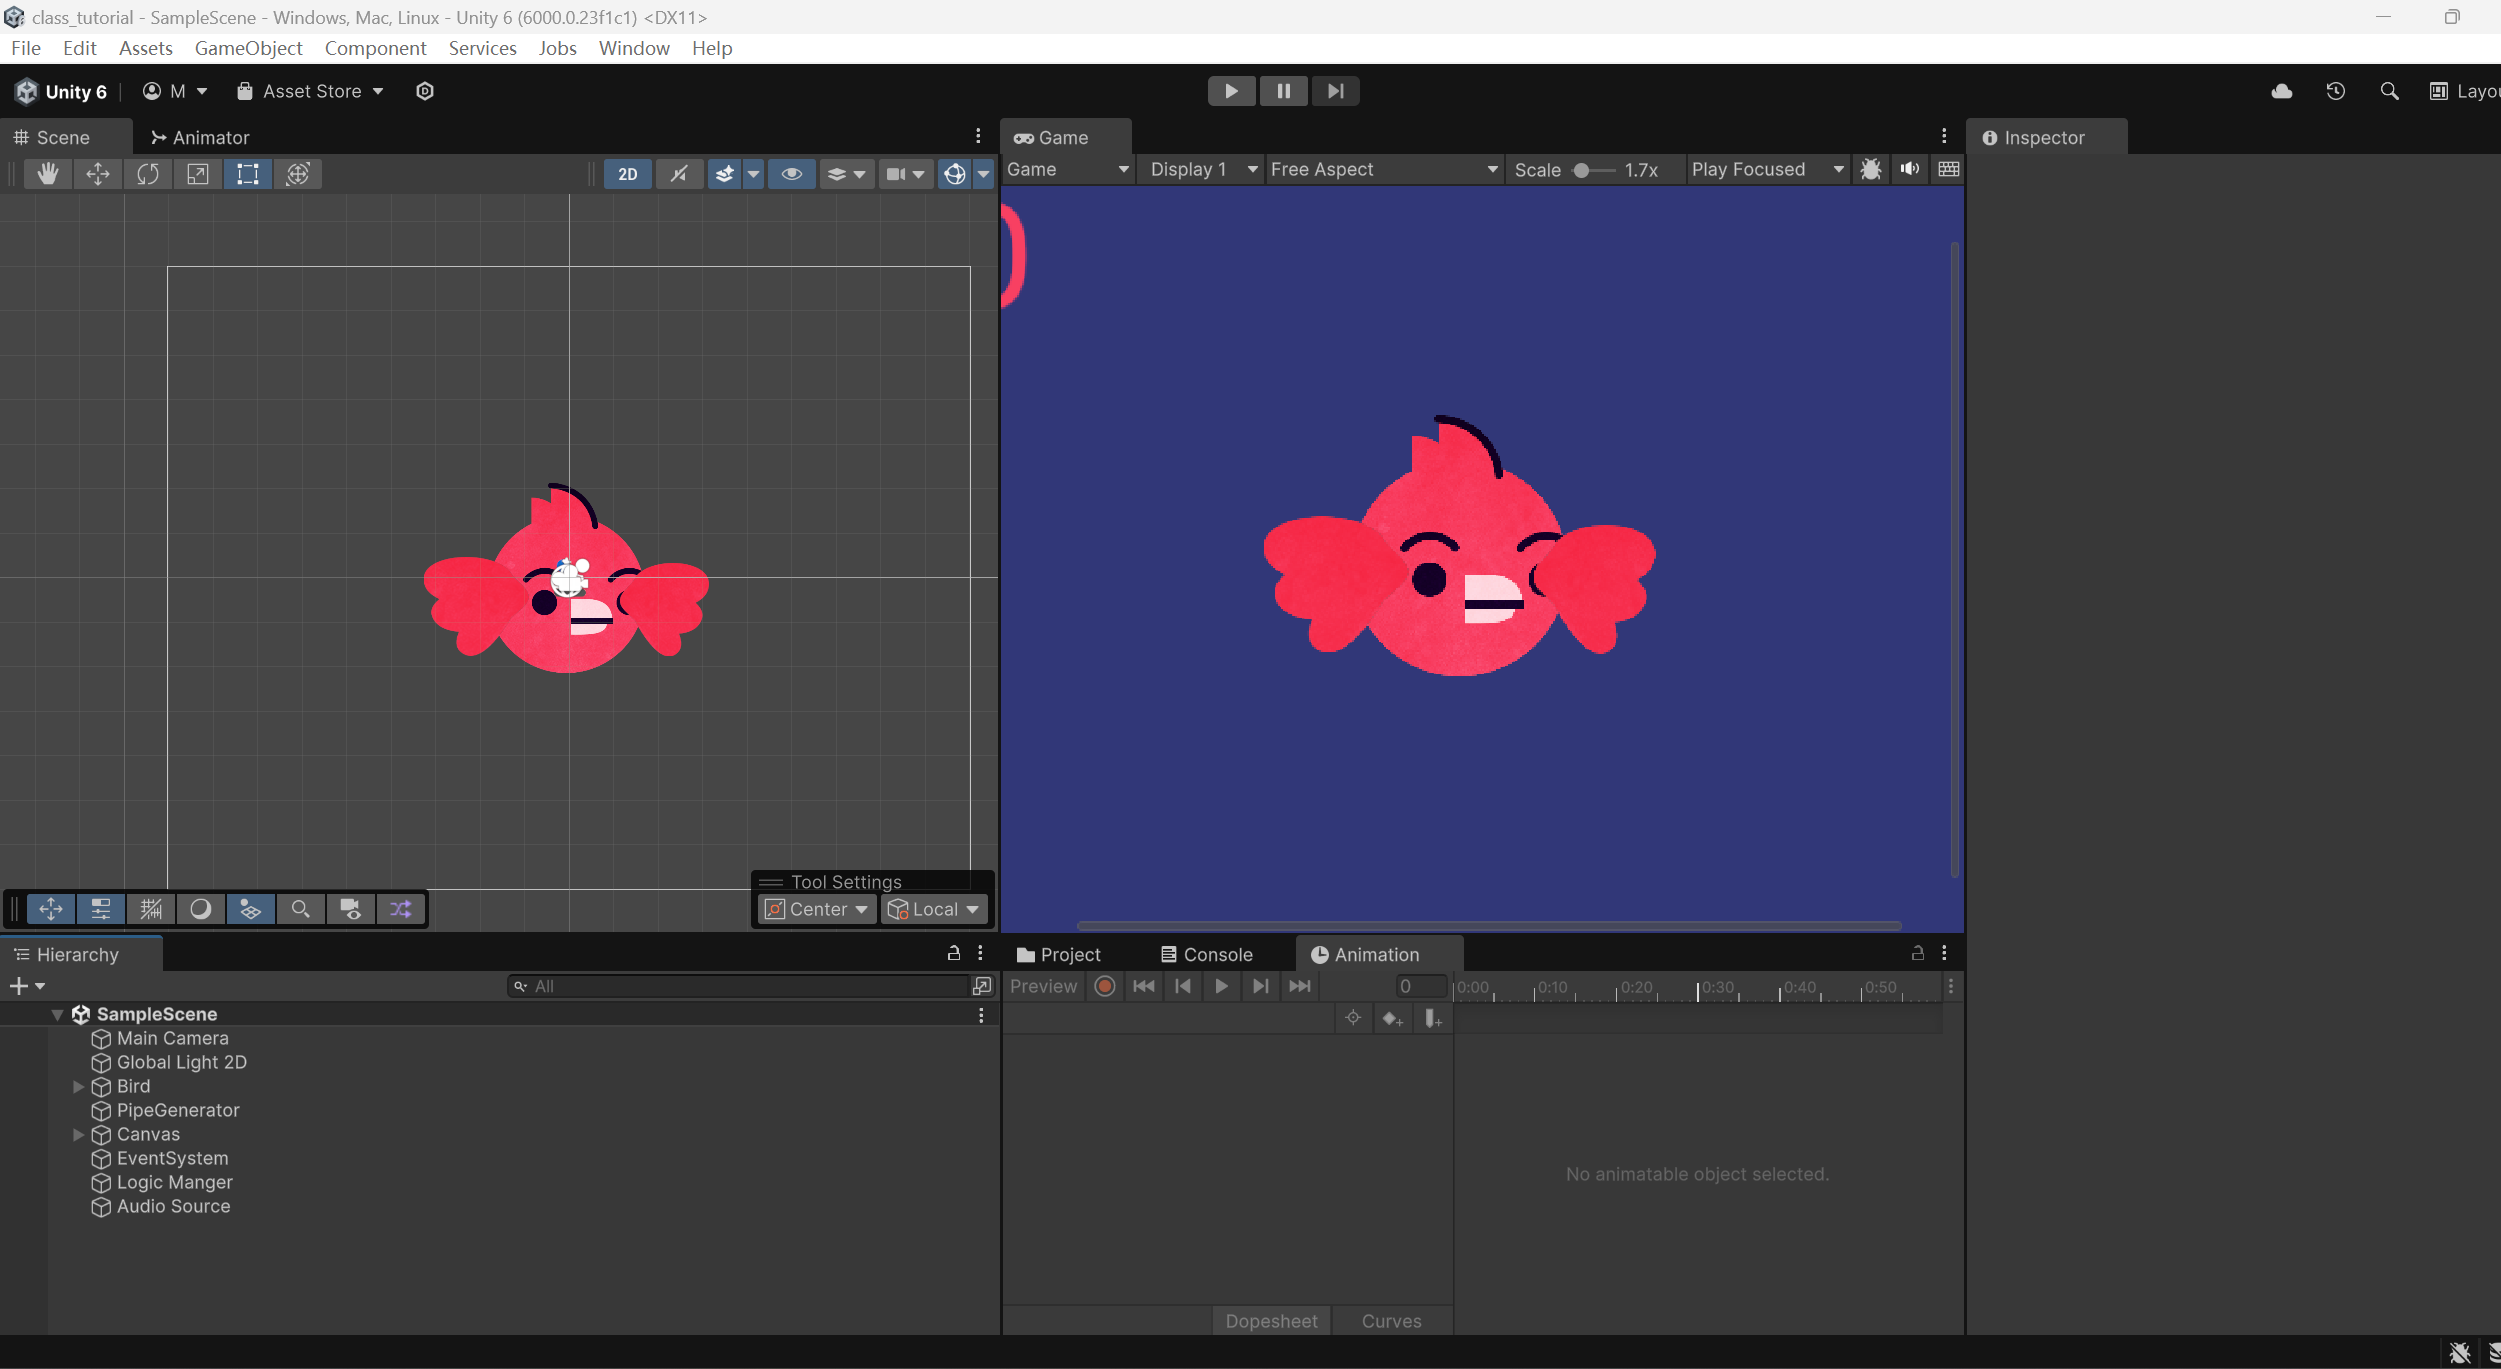 class_tutorial - SampleScene - Windows, Mac, Linux - Unity 6 (6000.0.23f1c1) <DX11>
File Edit Assets GameObject Component Services Jobs Window Help
Unity 6 M Asset Store
Scene Animator
2D
Game
Game Display 1 Free Aspect Scale 1.7x Play Focused
Inspector
Tool Settings
Center Local
Hierarchy
All
SampleScene
Main Camera
Global Light 2D
Bird
PipeGenerator
Canvas
EventSystem
Logic Manger
Audio Source
Project Console Animation
Preview 0 0:00 0:10 0:20 0:30 0:40 0:50
No animatable object selected.
Dopesheet Curves